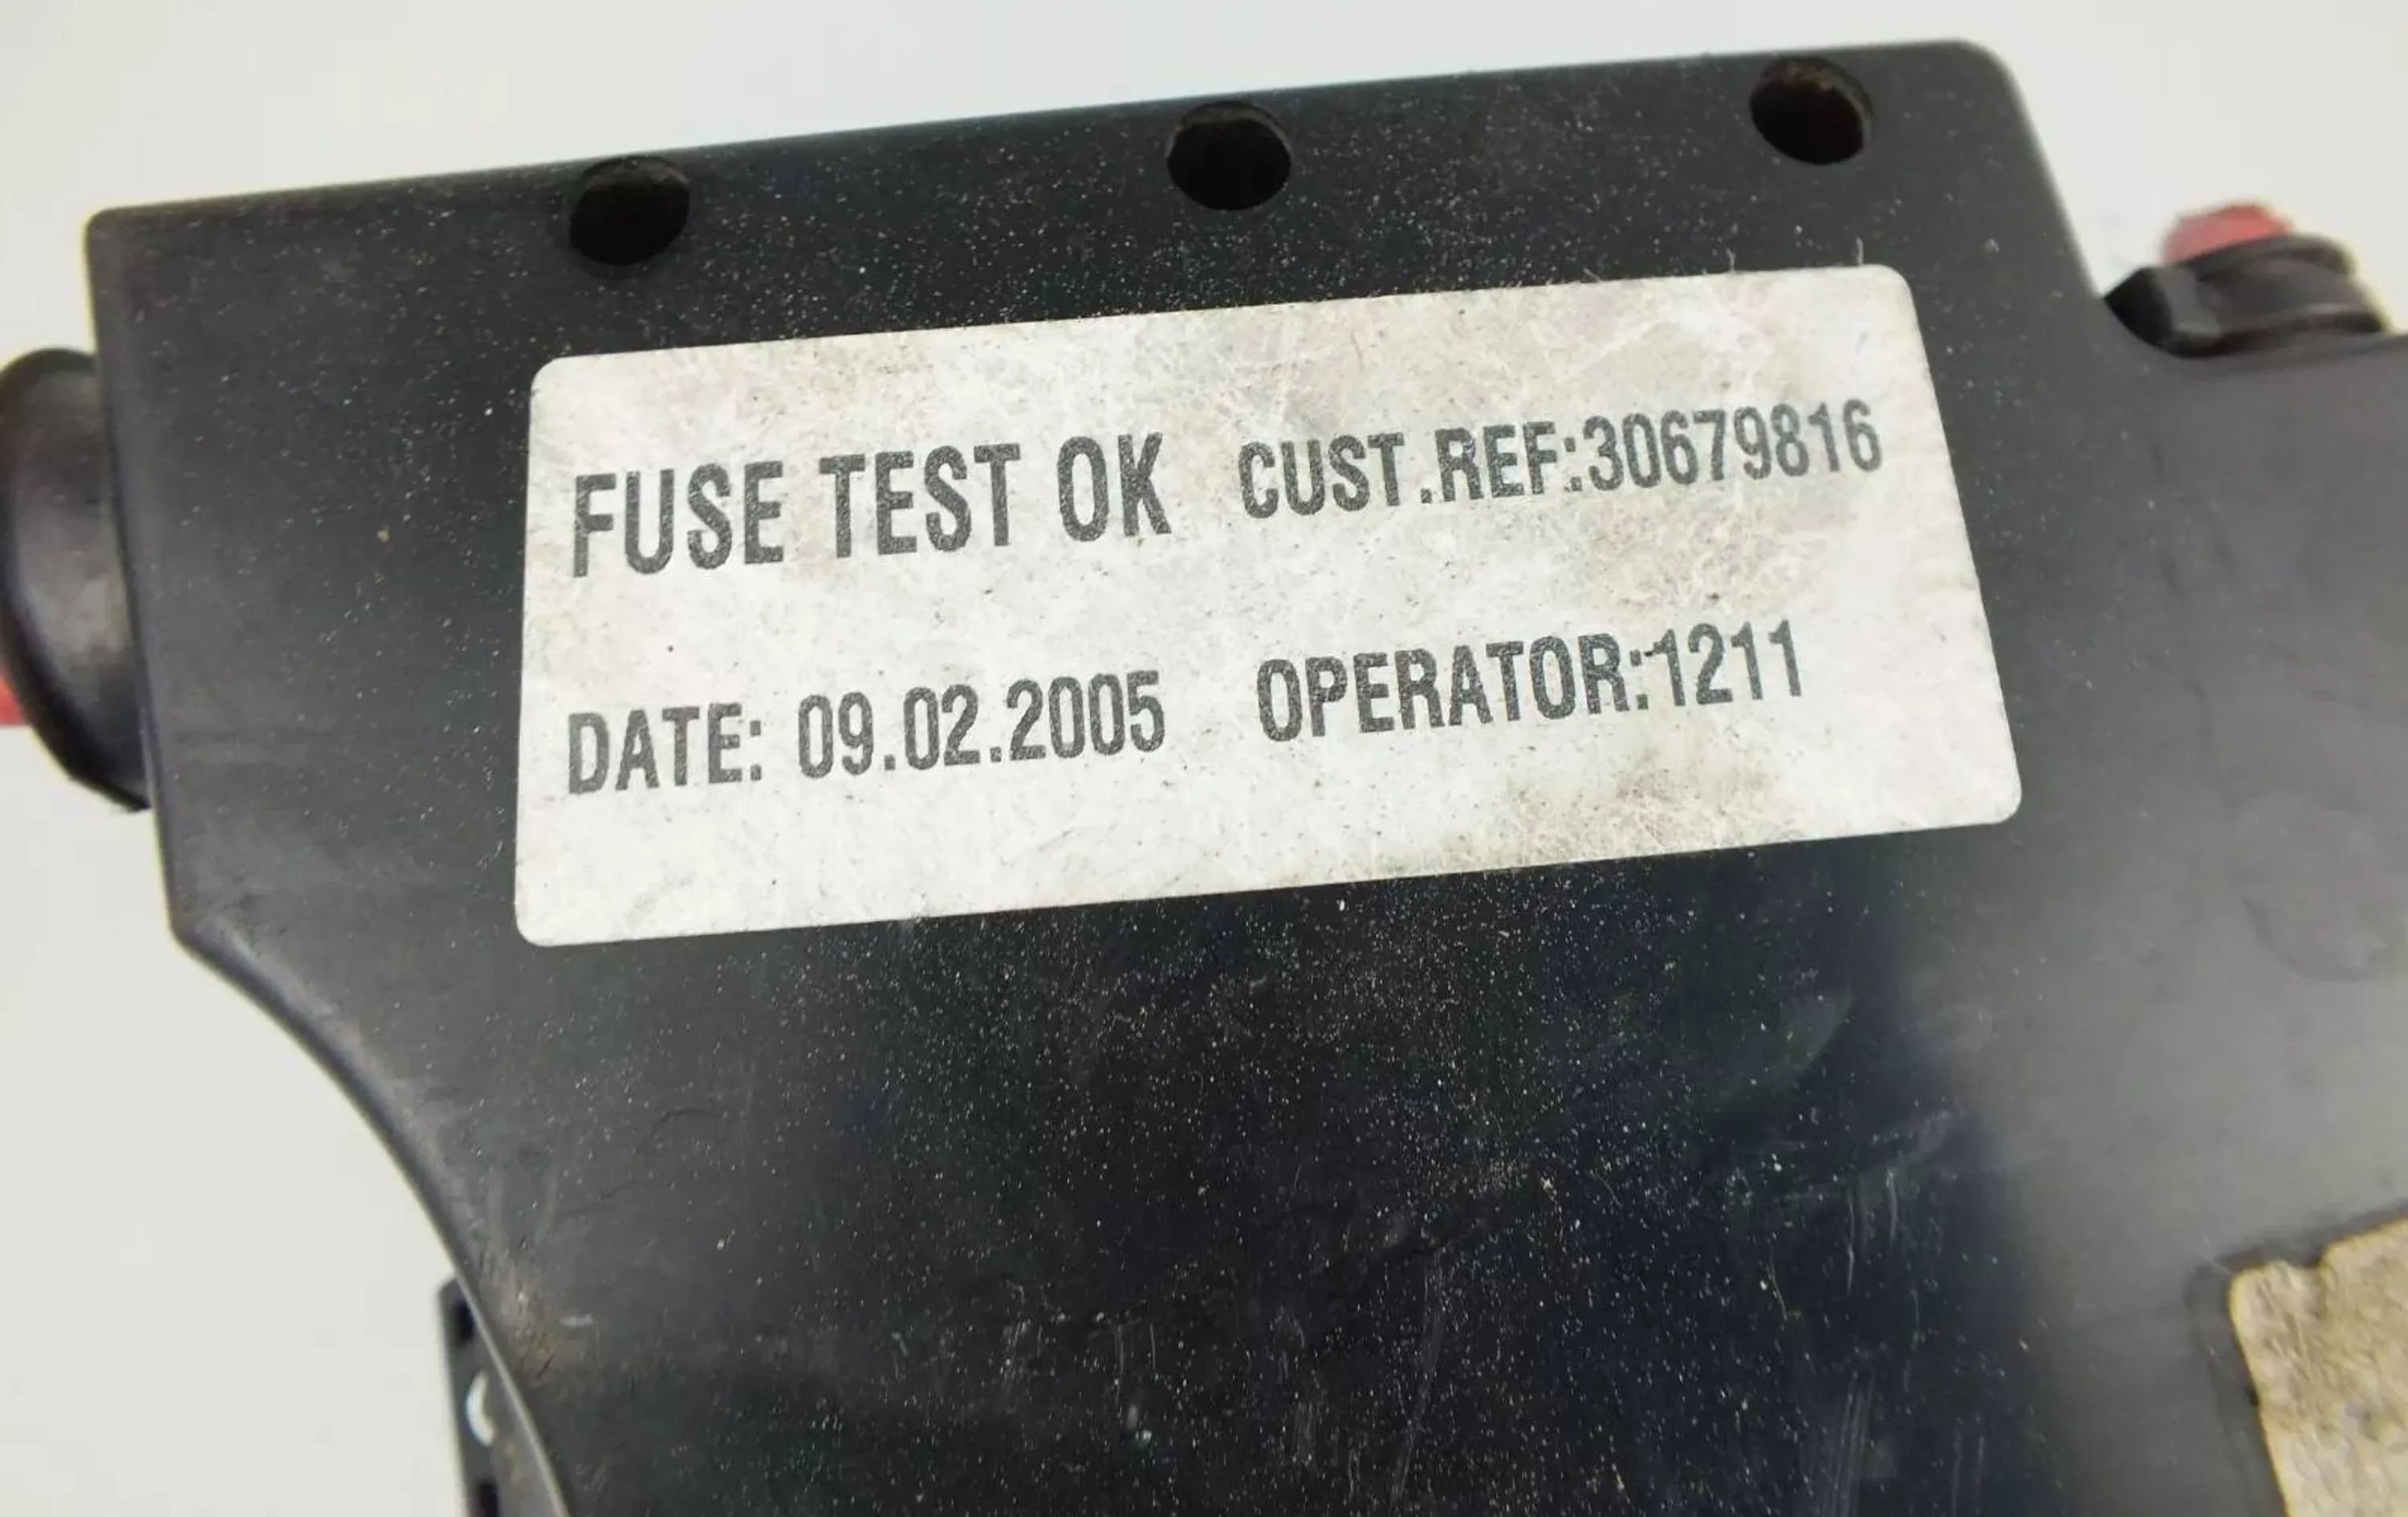 FUSE TEST OK CUST.REF:30679816
DATE: 09.02.2005 OPERATOR:1211